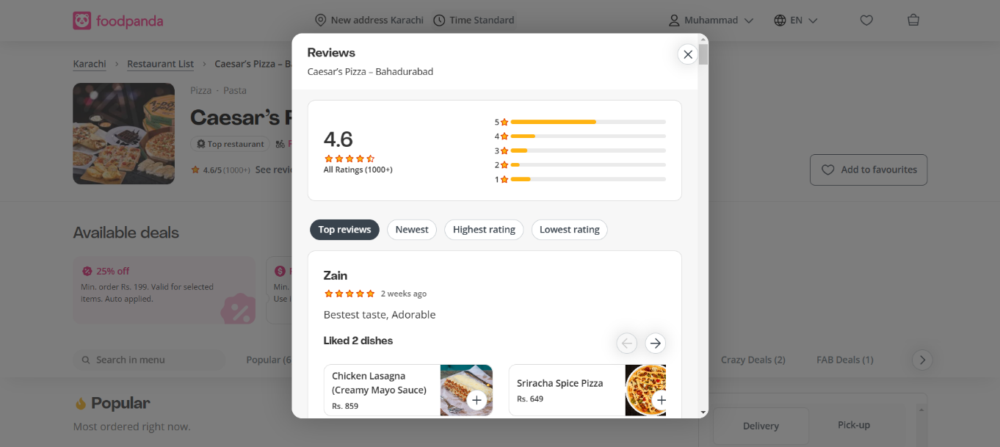 foodpanda
New address Karachi
Time Standard
Muhammad
EN
Karachi
Restaurant List
Caesar's Pizza – Ba
Pizza - Pasta
Caesar's P
Top restaurant
4.6/5 (1000+)
See revi
Add to favourites
Available deals
25% off
Min. order Rs. 199. Valid for selected
items. Auto applied.
Min.
Use i
Search in menu
Popular (6
Crazy Deals (2)
FAB Deals (1)
Popular
Most ordered right now.
Delivery
Pick-up
Reviews
Caesar's Pizza – Bahadurabad
4.6
All Ratings (1000+)
5
4
3
2
1
Top reviews
Newest
Highest rating
Lowest rating
Zain
2 weeks ago
Bestest taste, Adorable
Liked 2 dishes
Chicken Lasagna
(Creamy Mayo Sauce)
Rs. 859
Sriracha Spice Pizza
Rs. 649